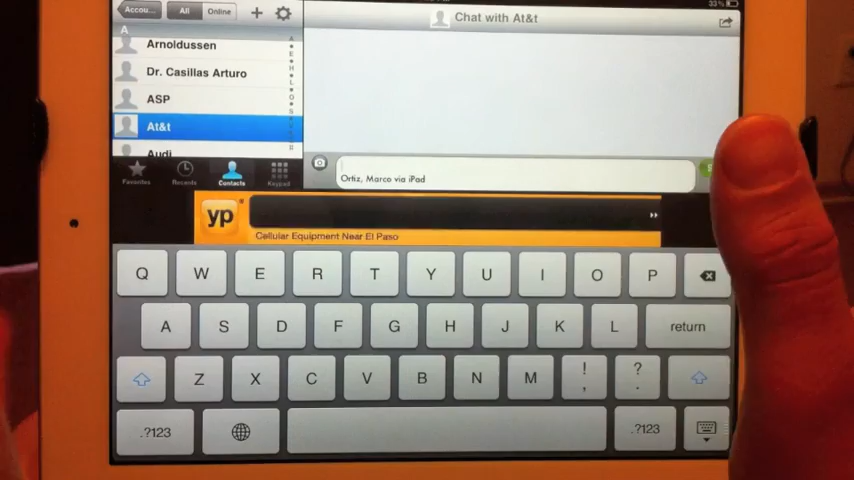 33%
Accou...
All
Online
+
Chat with At&t
A
Arnoldussen
Dr. Casillas Arturo
ASP
At&t
Audi
Favorites
Recents
Contacts
Keypad
Ortiz, Marco via iPad
yp
Cellular Equipment Near El Paso
Q W E R T Y U I O P
A S D F G H J K L return
Z X C V B N M ! , ? .
.?123 .?123